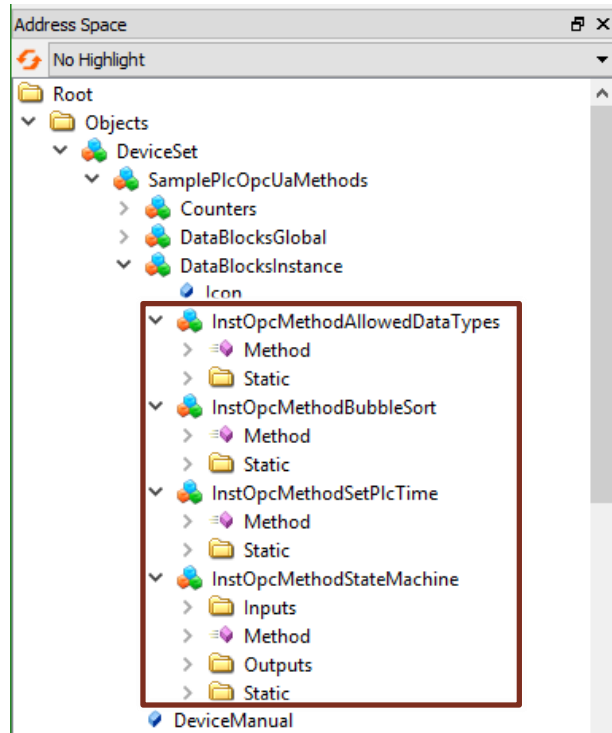 Address Space
No Highlight
Root
Objects
DeviceSet
SamplePlcOpcUaMethods
Counters
DataBlocksGlobal
DataBlocksInstance
Icon
InstOpcMethodAllowedDataTypes
Method
Static
InstOpcMethodBubbleSort
Method
Static
InstOpcMethodSetPlcTime
Method
Static
InstOpcMethodStateMachine
Inputs
Method
Outputs
Static
DeviceManual